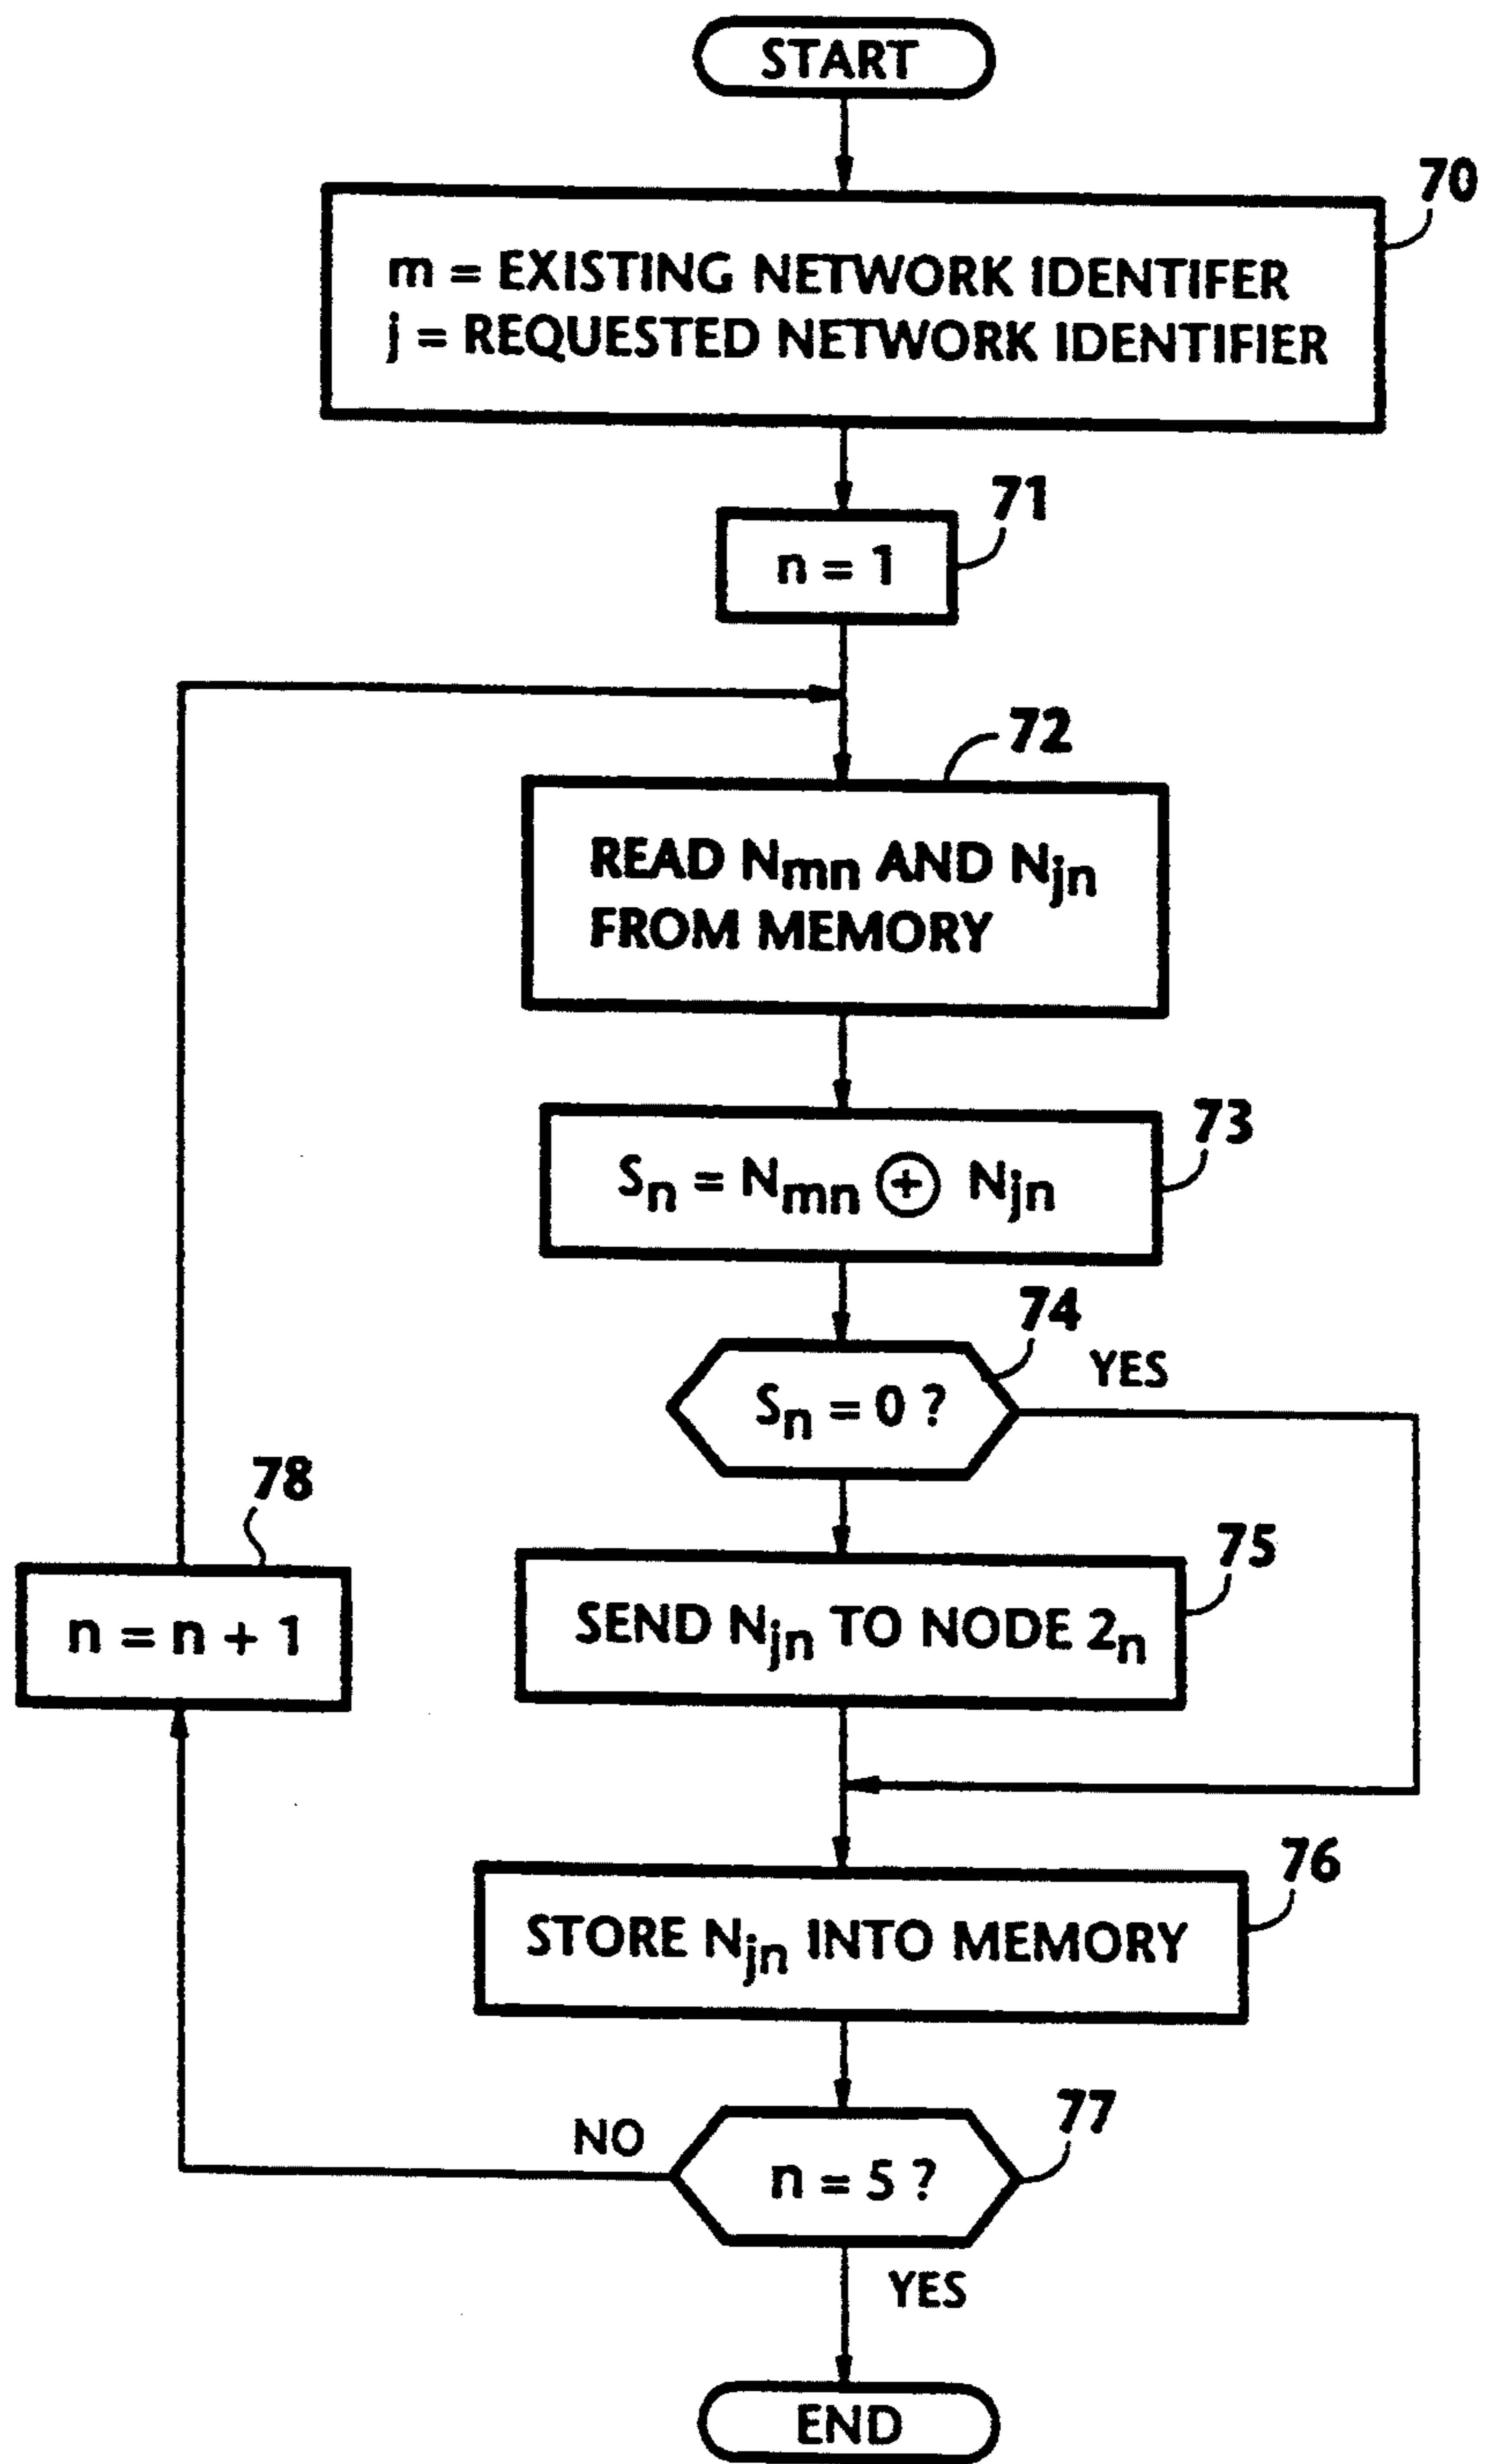 START
70
m = EXISTING NETWORK IDENTIFER
j = REQUESTED NETWORK IDENTIFIER
71
n = 1
72
READ Nmn AND Njn
FROM MEMORY
73
Sn = Nmn ⊕ Njn
74
YES
Sn = 0 ?
78
75
n = n + 1
SEND Njn TO NODE 2n
76
STORE Njn INTO MEMORY
77
NO
n = 5 ?
YES
END